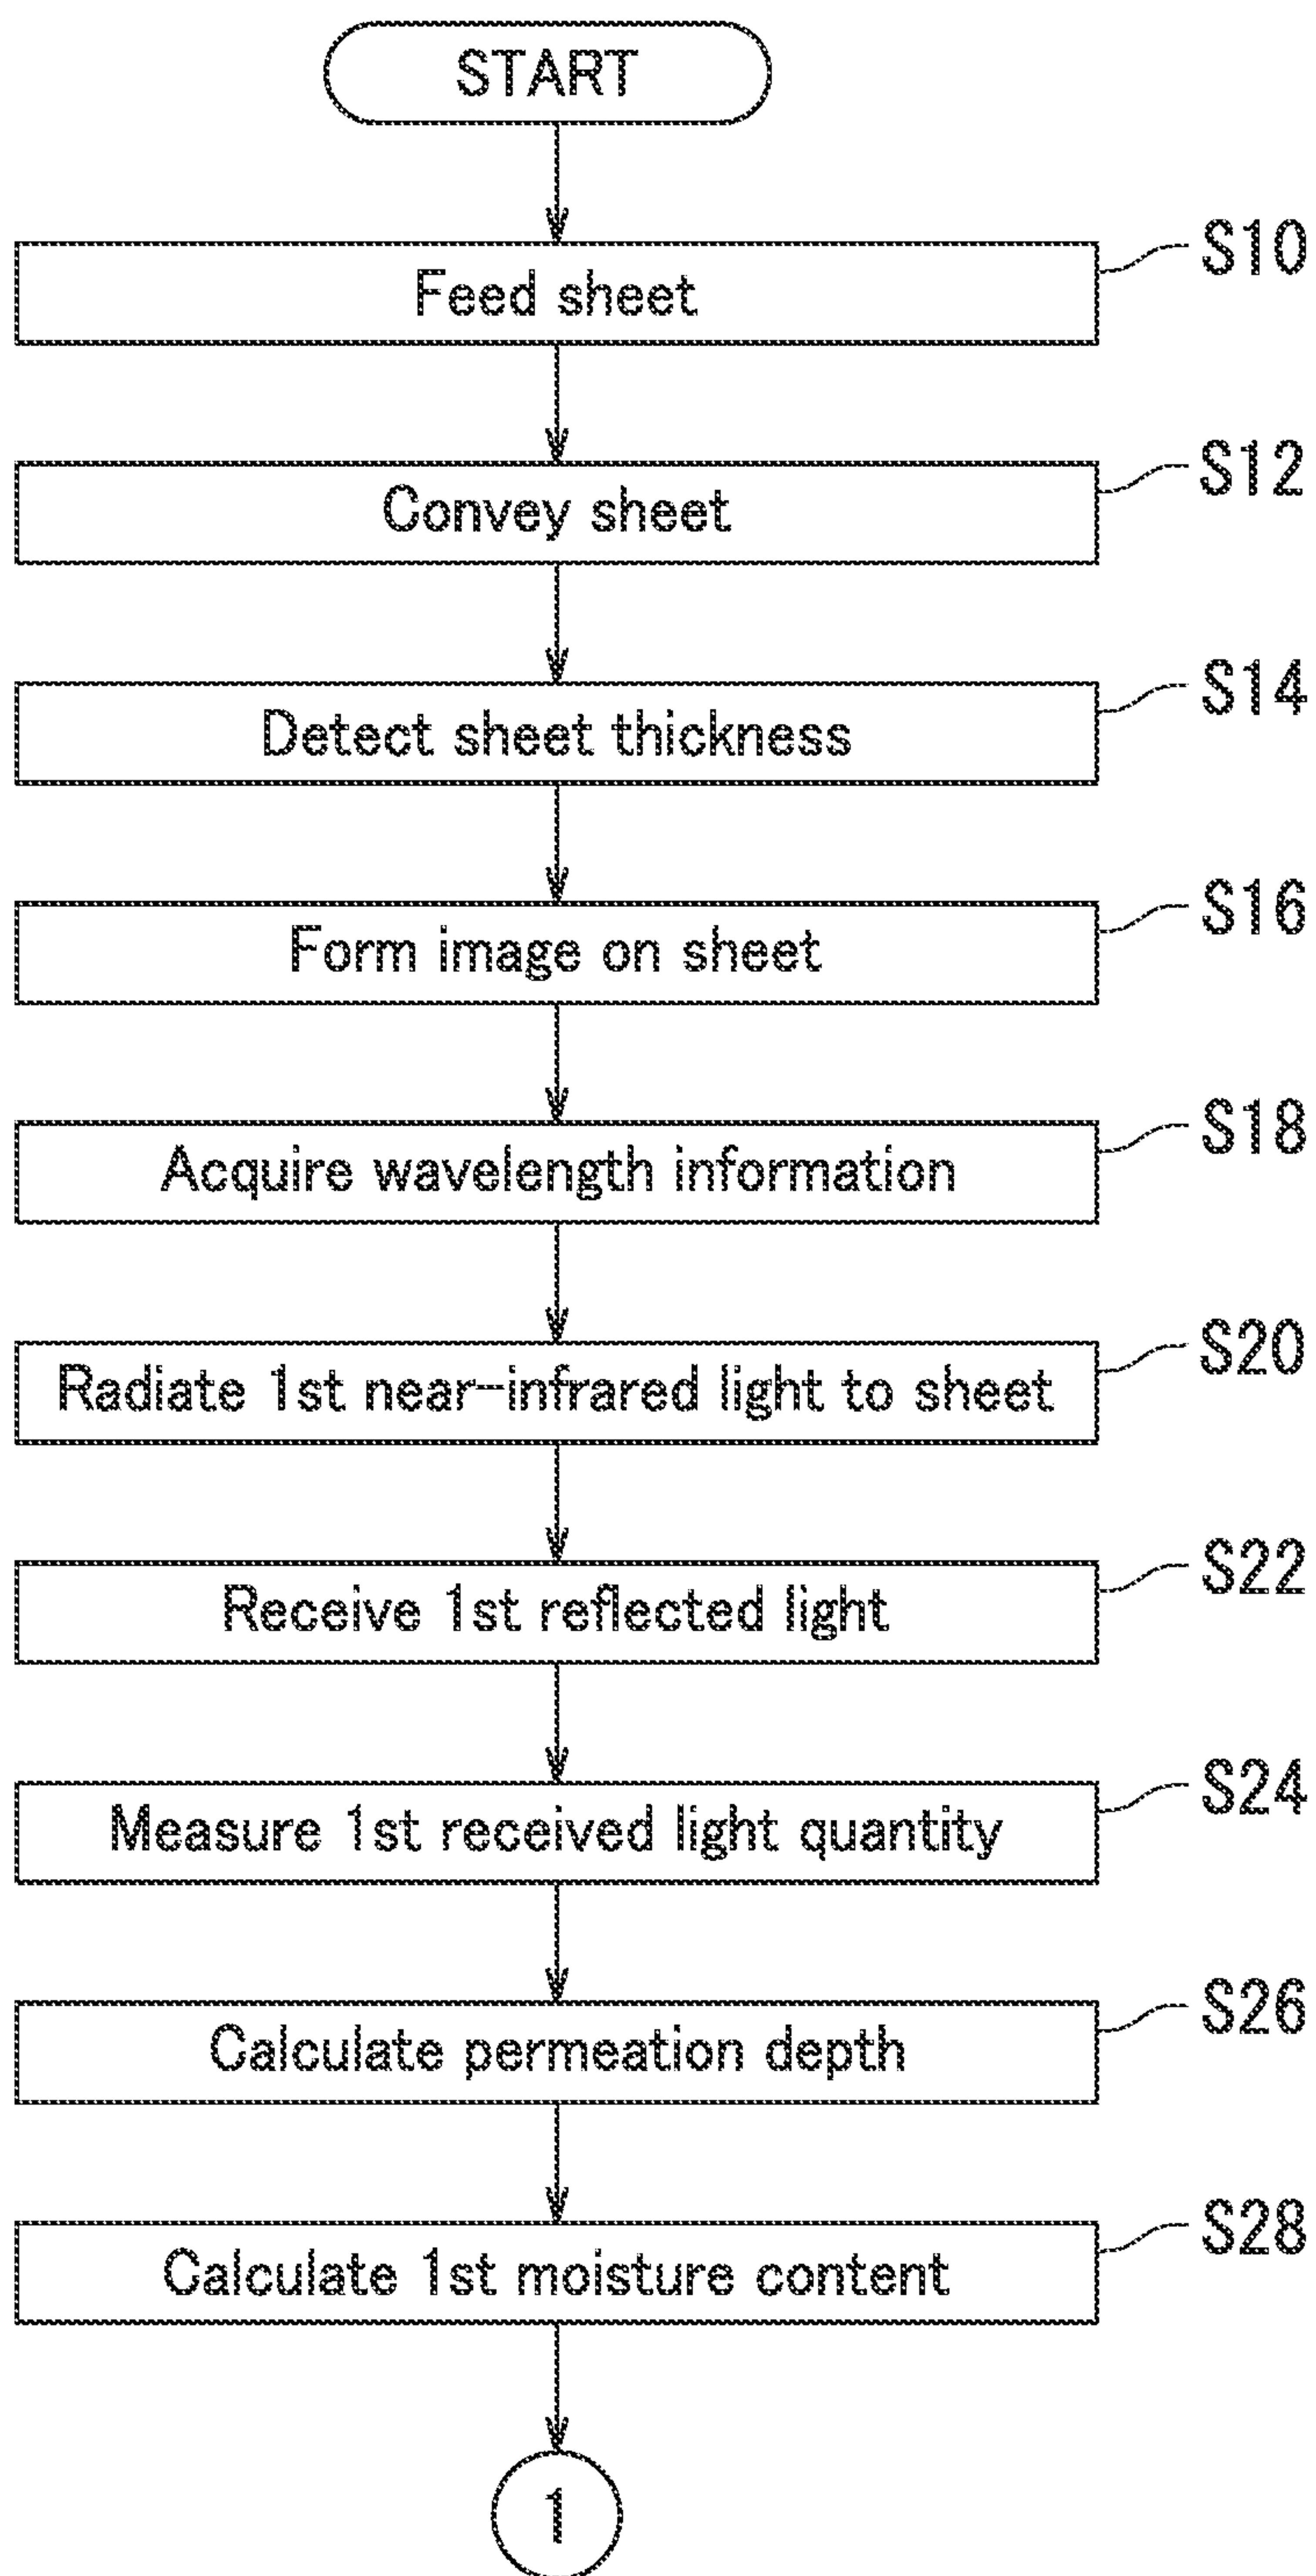 START
Feed sheet
S10
Convey sheet
S12
Detect sheet thickness
S14
Form image on sheet
S16
Acquire wavelength information
S18
Radiate 1st near-infrared light to sheet
S20
Receive 1st reflected light
S22
Measure 1st received light quantity
S24
Calculate permeation depth
S26
Calculate 1st moisture content
S28
1